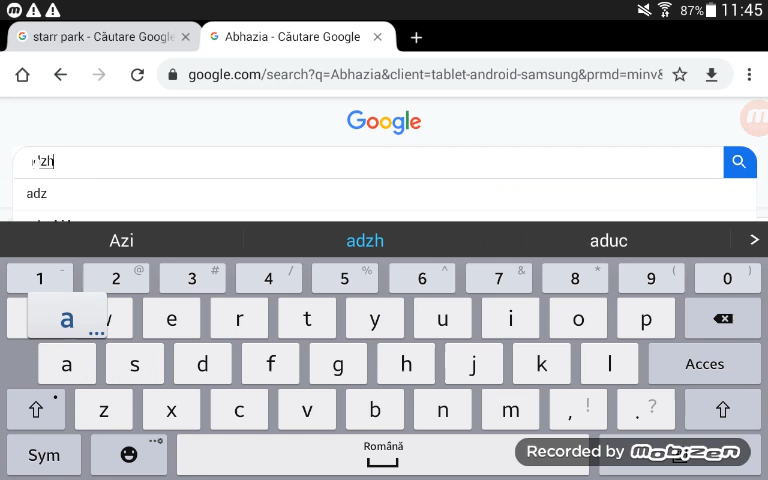 87% 11:45
starr park - Căutare Google
Abhazia - Căutare Google
google.com/search?q=Abhazia&client=tablet-android-samsung&prmd=minv&
Google
adz
Azi adzh aduc
1 - 2 @ 3 # 4 / 5 % 6 ^ 7 & 8 * 9 ( 0 )
a ... e r t y u i o p
a s d f g h j k l Acces
z x c v b n m , ! . ?
Sym Română
Recorded by mobizen